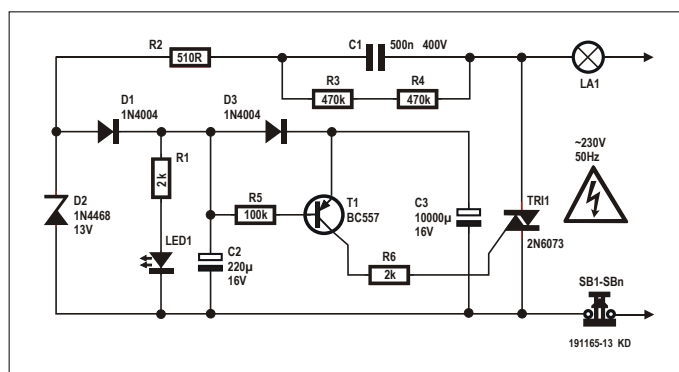 R2
510R
C1
500n 400V
R3
470k
R4
470k
LA1
D1
1N4004
D3
1N4004
R1
2k
~230V
50Hz
D2
1N4468
13V
R5
100k
T1
BC557
C3
10000µ
16V
TRI1
2N6073
LED1
C2
220µ
16V
R6
2k
SB1-SBn
191165-13 KD